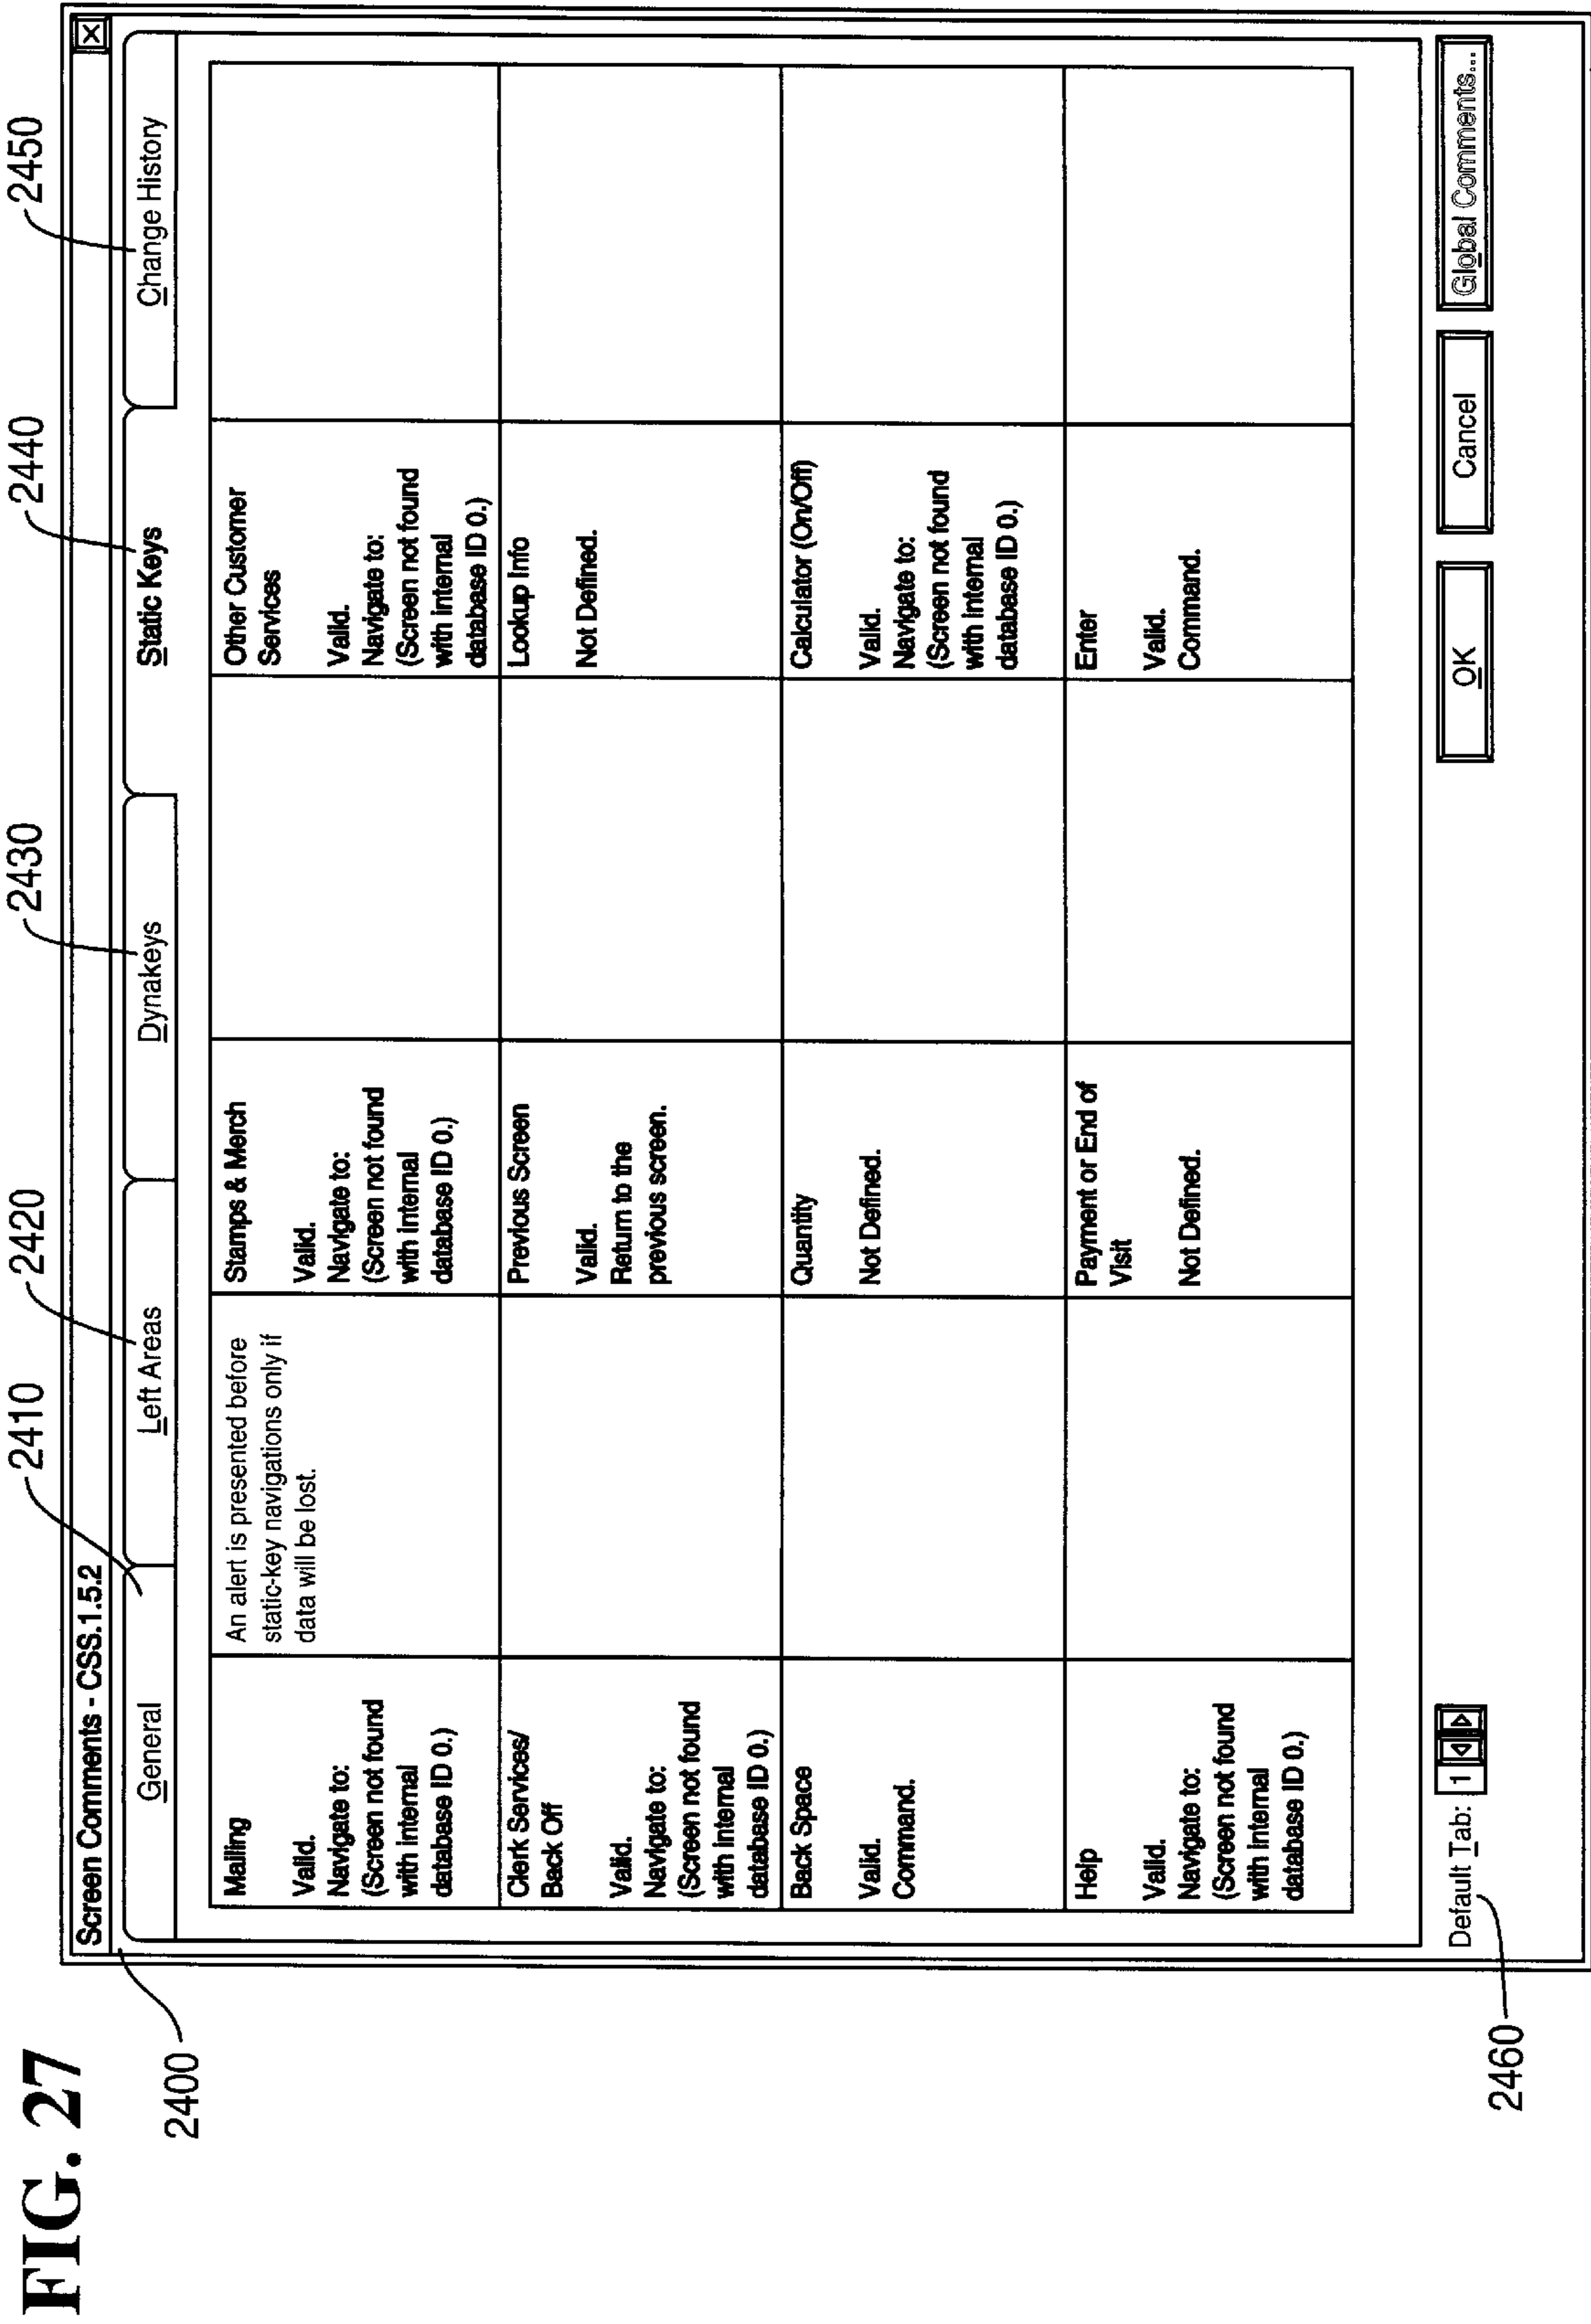 FIG. 27
2400
2410
2420
2430
2440
2450
Screen Comments - CSS.1.5.2
General
Left Areas
Dynakeys
Static Keys
Change History
Mailing
Valid.
Navigate to:
(Screen not found
with internal
database ID 0.)
An alert is presented before
static-key navigations only if
data will be lost.
Stamps & Merch
Valid.
Navigate to:
(Screen not found
with internal
database ID 0.)
Other Customer
Services
Valid.
Navigate to:
(Screen not found
with internal
database ID 0.)
Clerk Services/
Back Off
Valid.
Navigate to:
(Screen not found
with internal
database ID 0.)
Previous Screen
Valid.
Return to the
previous screen.
Lookup Info
Not Defined.
Back Space
Valid.
Command.
Quantity
Not Defined.
Calculator (On/Off)
Valid.
Navigate to:
(Screen not found
with internal
database ID 0.)
Help
Valid.
Navigate to:
(Screen not found
with internal
database ID 0.)
Payment or End of
Visit
Not Defined.
Enter
Valid.
Command.
Default Tab: 1
OK
Cancel
Global Comments...
2460